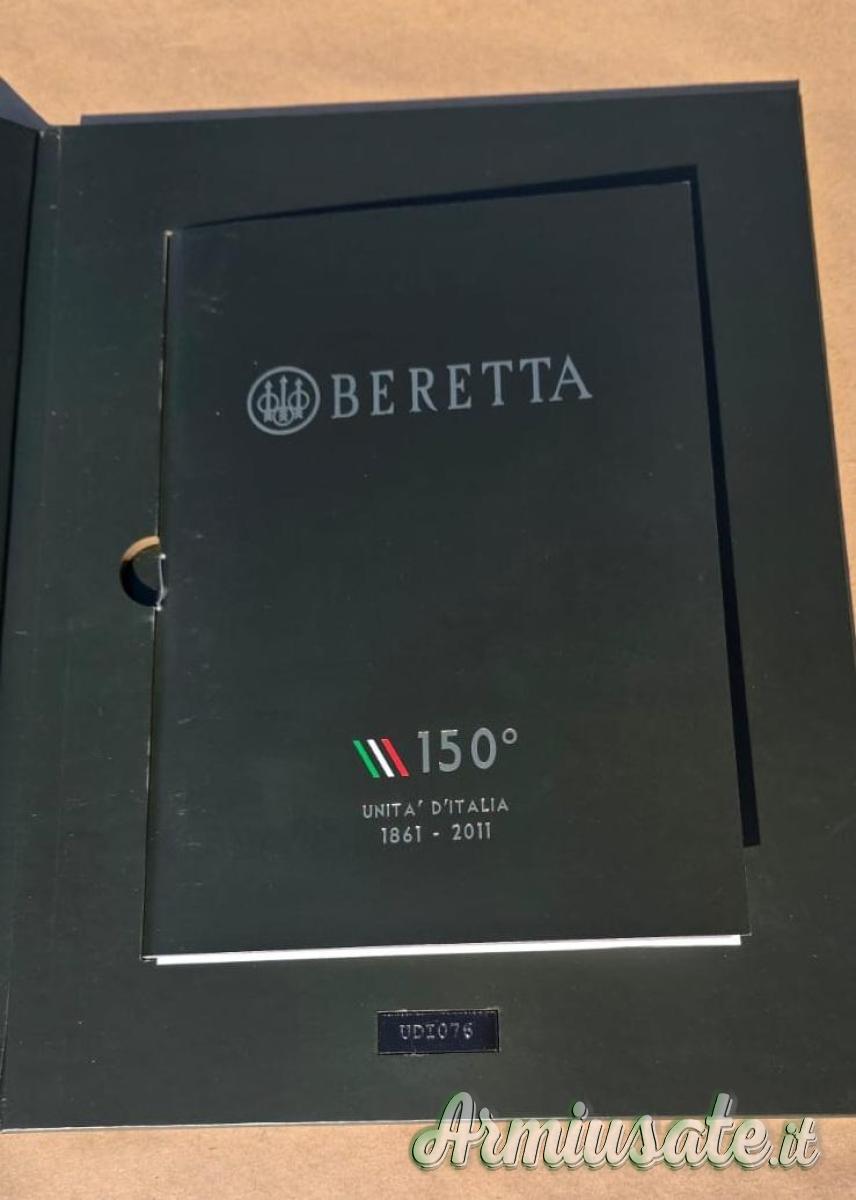 BERETTA
150°
UNITA' D'ITALIA
1861 - 2011
UDI076
Armiusate.it